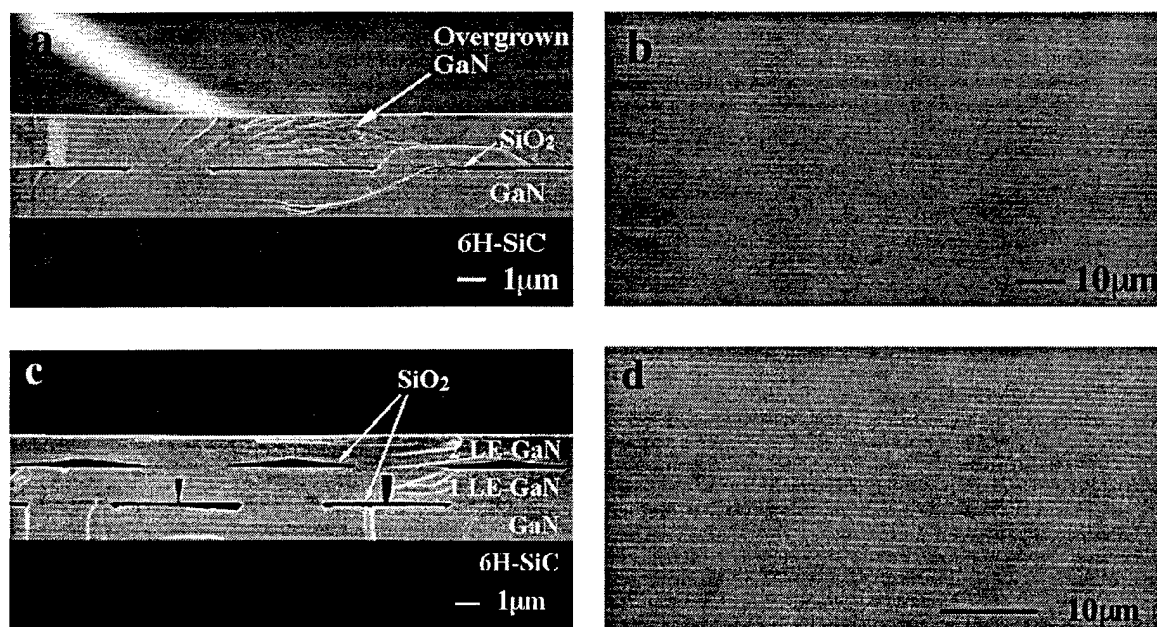 a
Overgrown
GaN
SiO₂
GaN
6H-SiC
1μm
b
10μm
c
SiO₂
2 LE-GaN
1 LE-GaN
GaN
6H-SiC
1μm
d
10μm